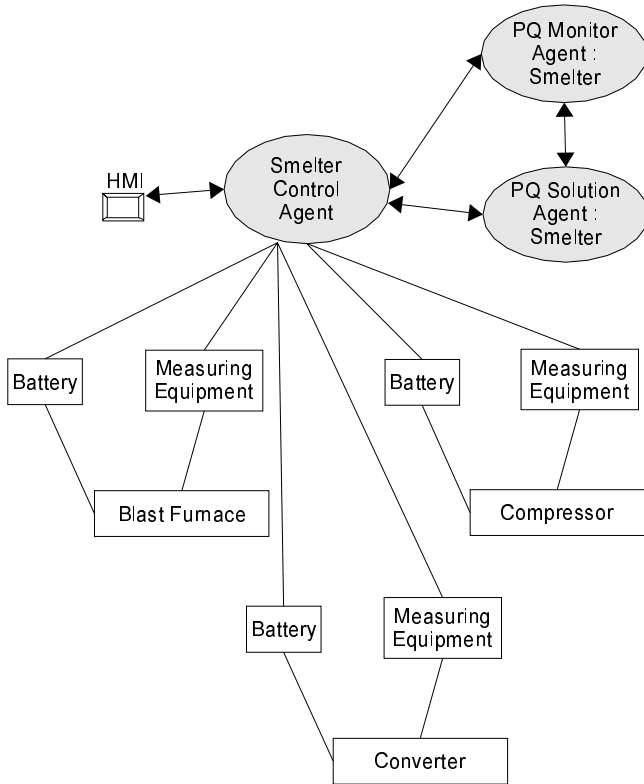 PQ Monitor
Agent :
Smelter
Smelter
Control
Agent
HMI
PQ Solution
Agent :
Smelter
Battery
Measuring
Equipment
Battery
Measuring
Equipment
Blast Furnace
Compressor
Battery
Measuring
Equipment
Converter